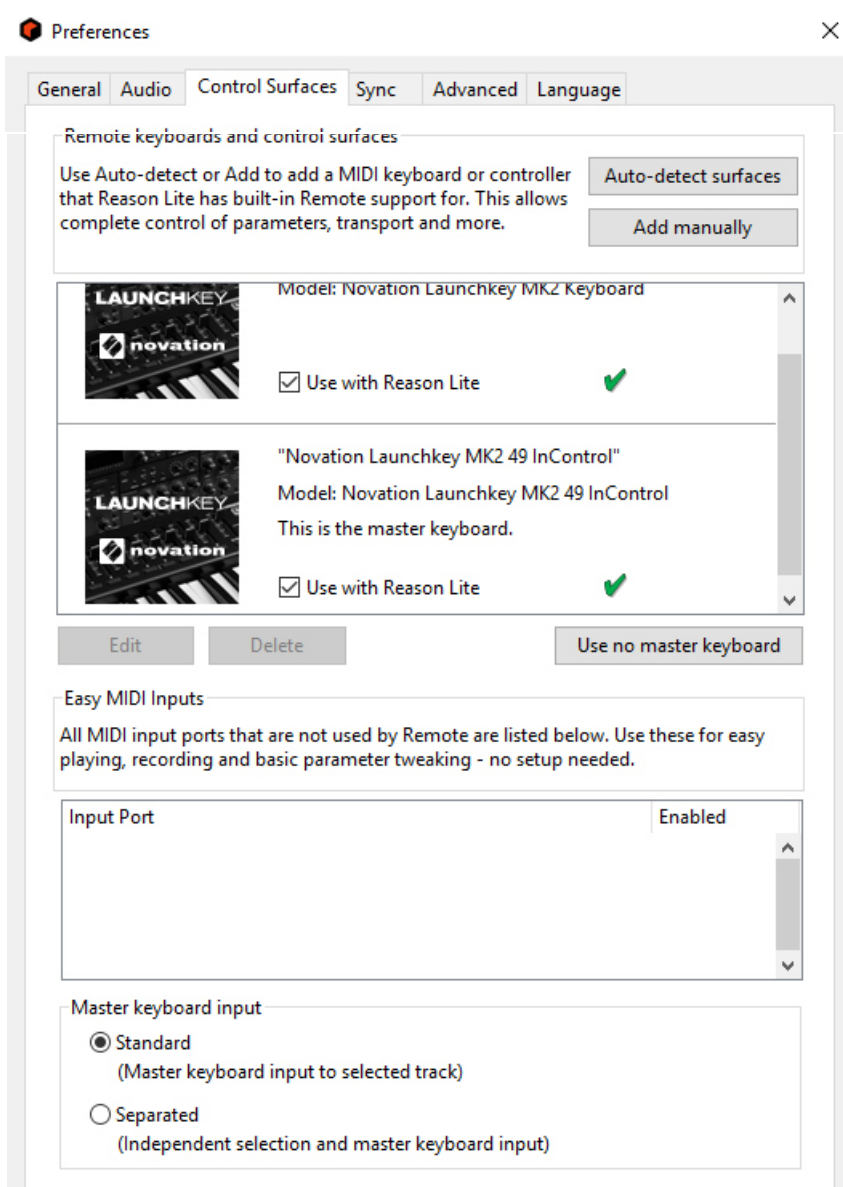 Preferences
General Audio Control Surfaces Sync Advanced Language
Remote keyboards and control surfaces
Use Auto-detect or Add to add a MIDI keyboard or controller
that Reason Lite has built-in Remote support for. This allows
complete control of parameters, transport and more.
Auto-detect surfaces
Add manually
LAUNCHKEY
novation
Model: Novation Launchkey MK2 Keyboard
Use with Reason Lite
LAUNCHKEY
novation
"Novation Launchkey MK2 49 InControl"
Model: Novation Launchkey MK2 49 InControl
This is the master keyboard.
Use with Reason Lite
Edit Delete Use no master keyboard
Easy MIDI Inputs
All MIDI input ports that are not used by Remote are listed below. Use these for easy
playing, recording and basic parameter tweaking - no setup needed.
Input Port Enabled
Master keyboard input
Standard
(Master keyboard input to selected track)
Separated
(Independent selection and master keyboard input)